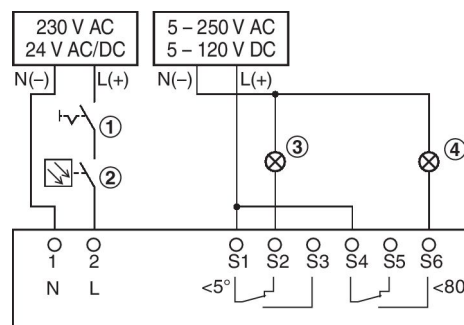 230 V AC
24 V AC/DC
5 – 250 V AC
5 – 120 V DC
N(–) L(+)
N(–) L(+)
1
2
3
4
1 2 S1 S2 S3 S4 S5 S6
N L <5° <80